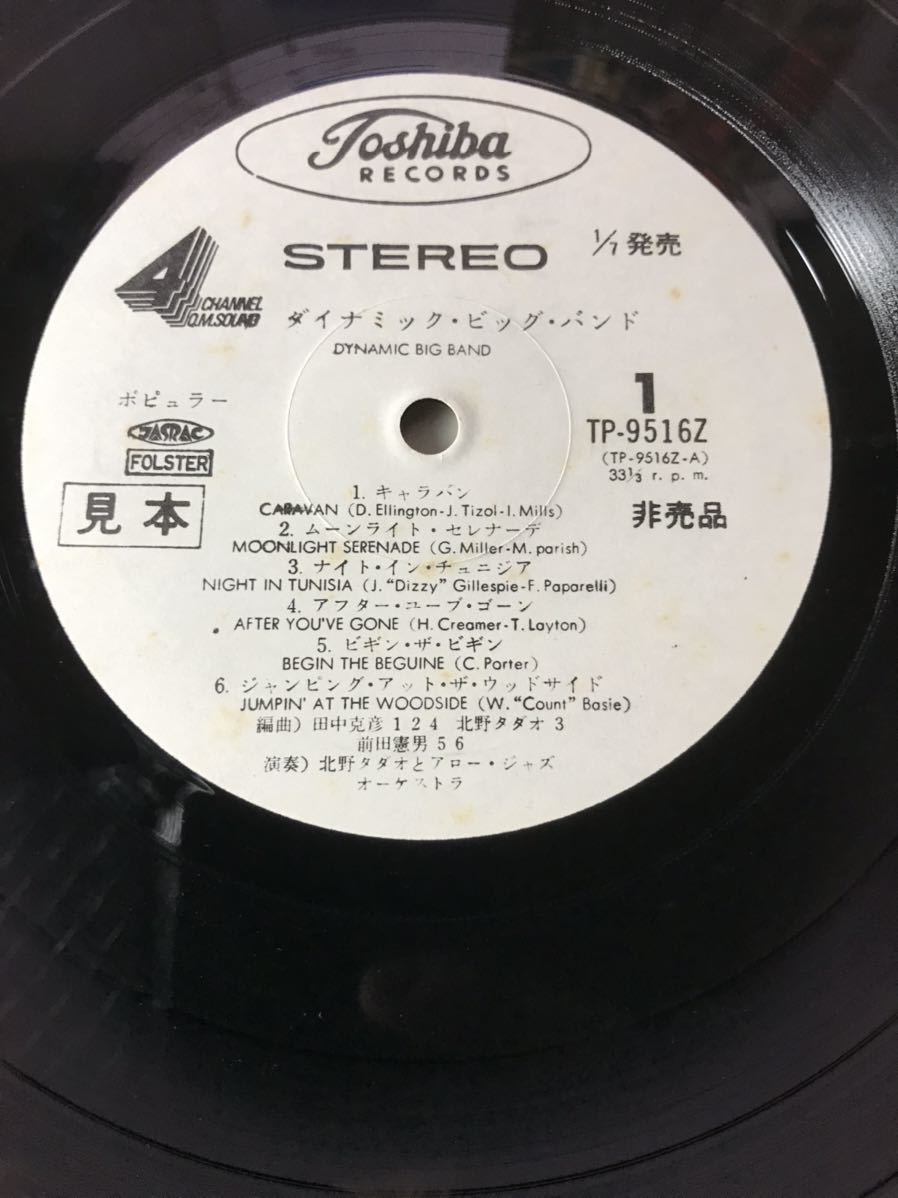 Toshiba
RECORDS
4 CHANNEL
Q.M.SOUND
STEREO
1/7 発売
ダイナミック・ビッグ・バンド
DYNAMIC BIG BAND
ポピュラー
JASRAC
FOLSTER
見本
1
TP-9516Z
(TP-9516Z-A)
33⅓ r. p. m.
非売品
1. キャラバン
CARAVAN (D. Ellington-J. Tizol-I. Mills)
2. ムーンライト・セレナーデ
MOONLIGHT SERENADE (G. Miller-M. parish)
3. ナイト・イン・チュニジア
NIGHT IN TUNISIA (J. "Dizzy" Gillespie-F. Paparelli)
4. アフター・ユーブ・ゴーン
AFTER YOU'VE GONE (H. Creamer-T. Layton)
5. ビギン・ザ・ビギン
BEGIN THE BEGUINE (C. Porter)
6. ジャンピング・アット・ザ・ウッドサイド
JUMPIN' AT THE WOODSIDE (W. "Count" Basie)
編曲) 田中克彦 1 2 4 北野タダオ 3
前田憲男 5 6
演奏) 北野タダオとアロー・ジャズ
オーケストラ